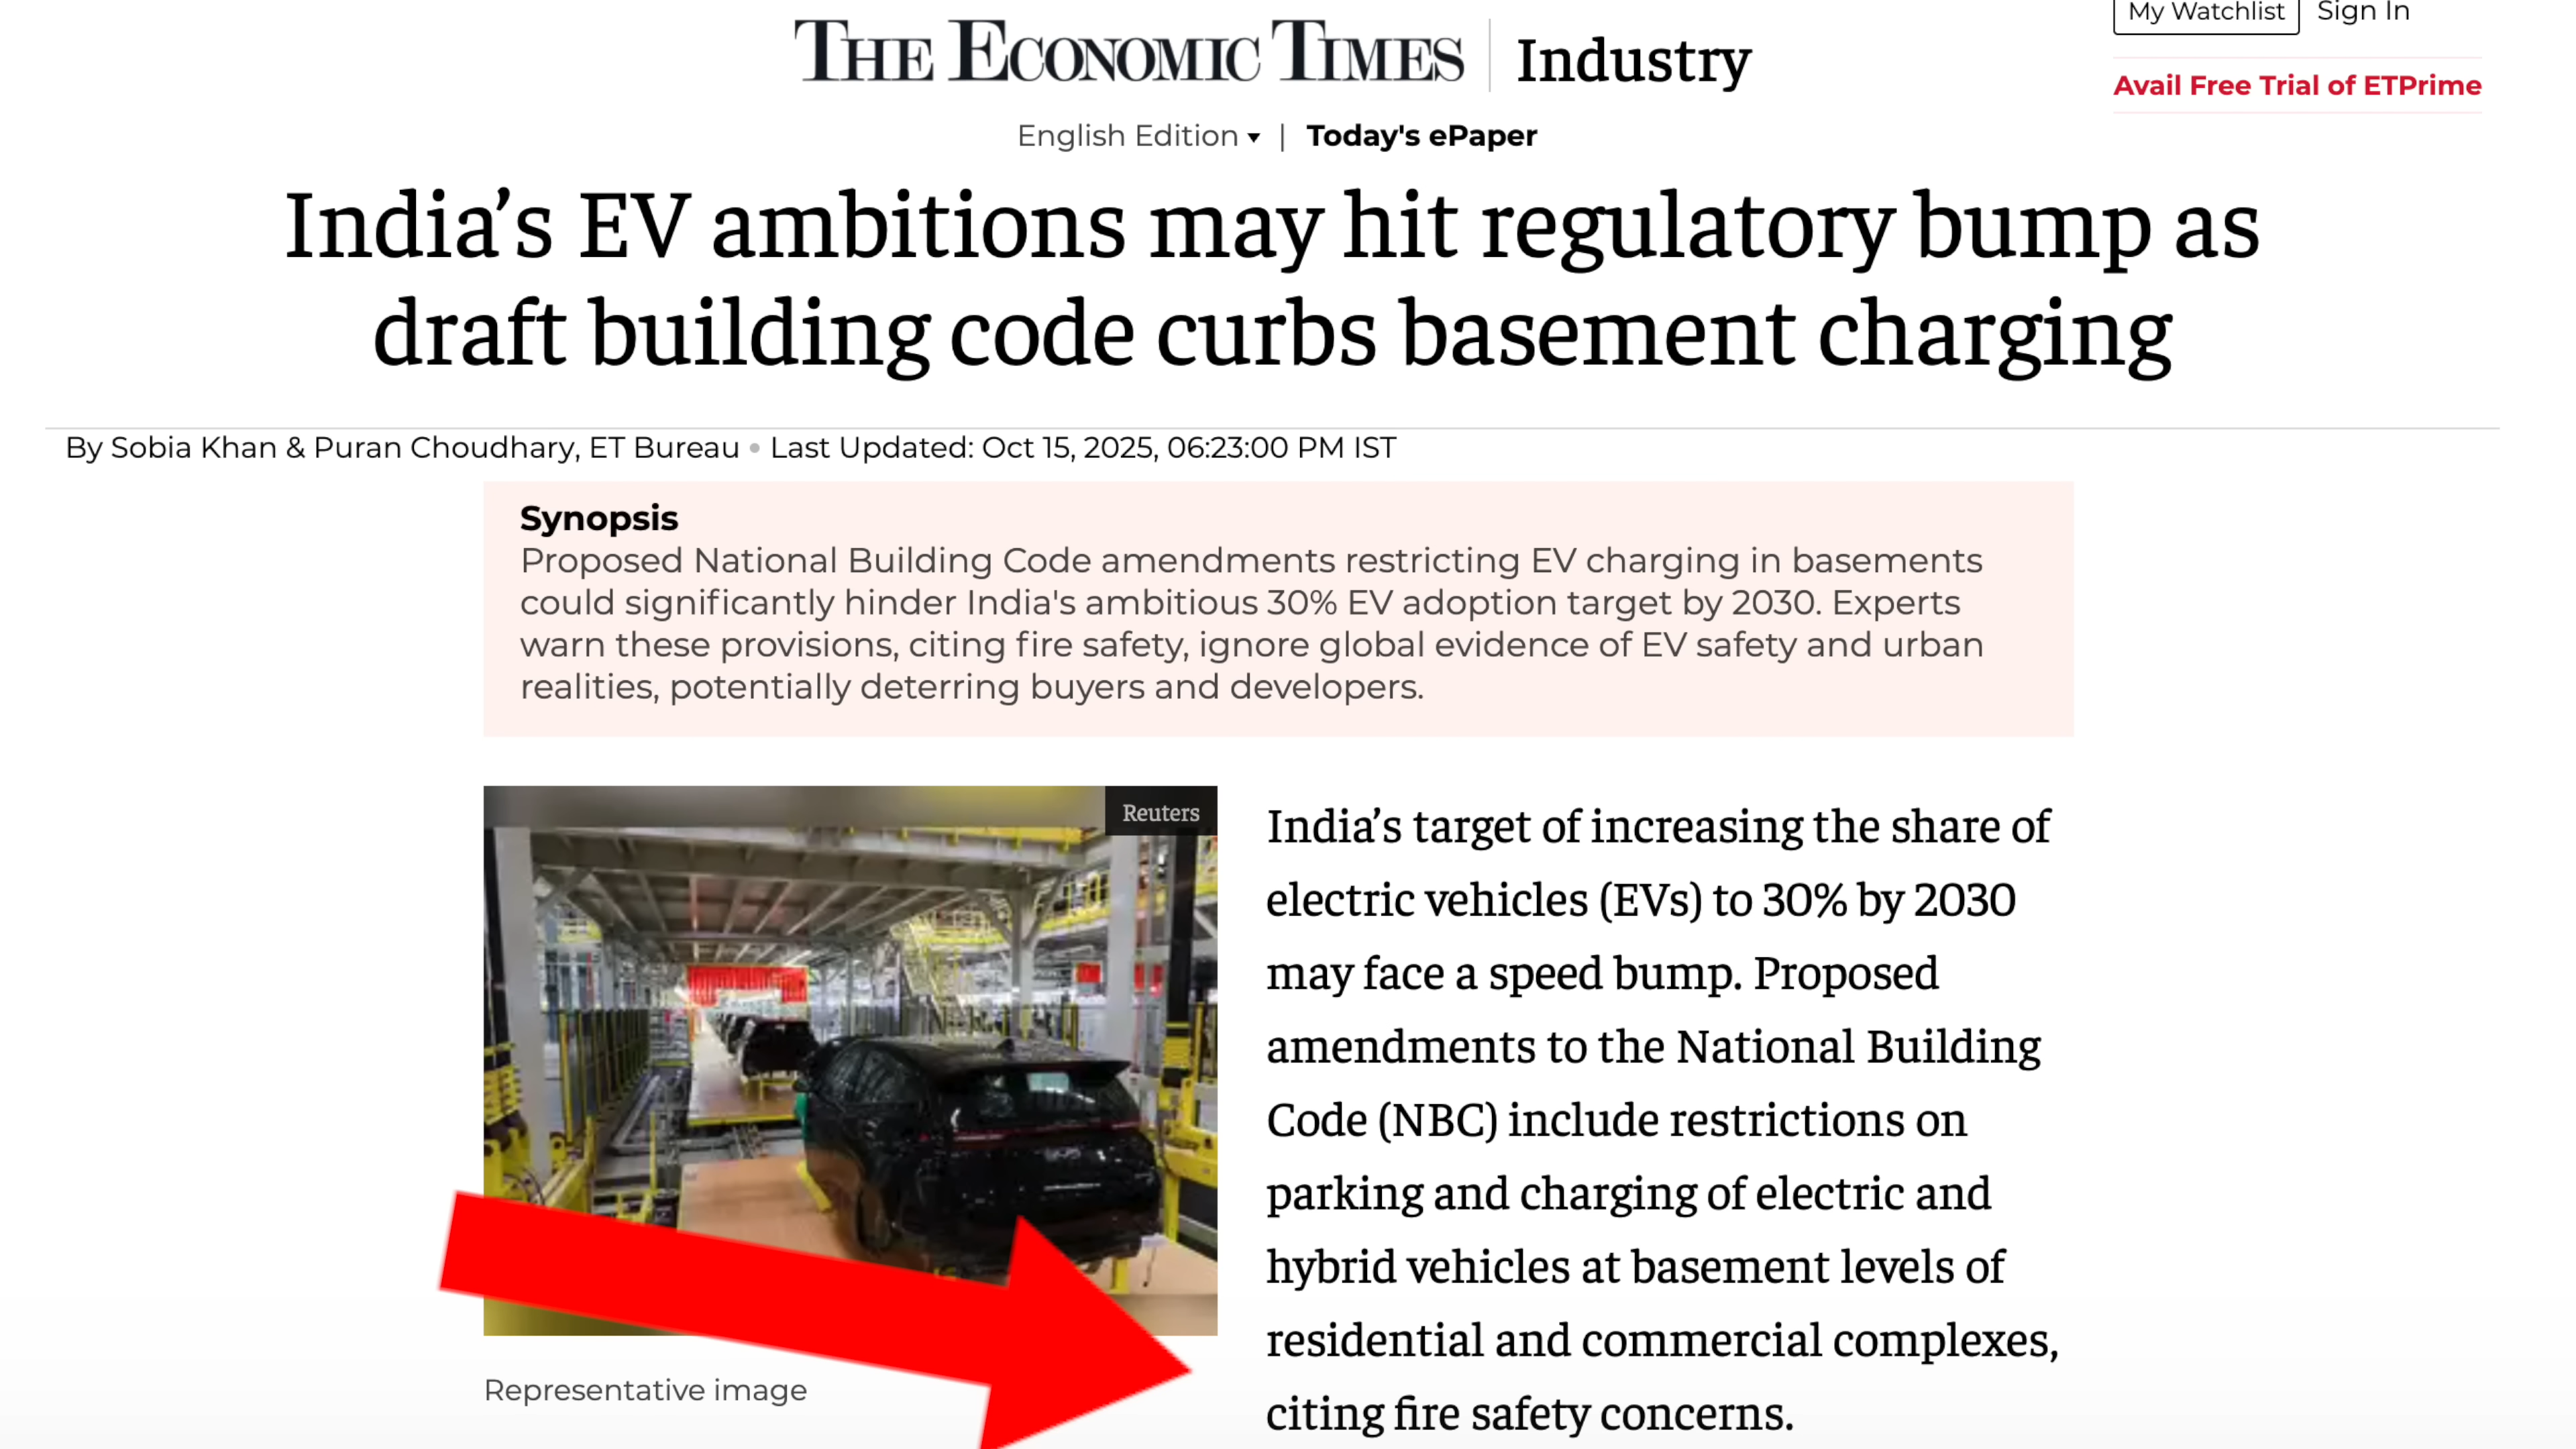 THE ECONOMIC TIMES | Industry
My Watchlist Sign In
Avail Free Trial of ETPrime
English Edition ▾ | Today's ePaper
India’s EV ambitions may hit regulatory bump as
draft building code curbs basement charging
By Sobia Khan & Puran Choudhary, ET Bureau • Last Updated: Oct 15, 2025, 06:23:00 PM IST
Synopsis
Proposed National Building Code amendments restricting EV charging in basements
could significantly hinder India's ambitious 30% EV adoption target by 2030. Experts
warn these provisions, citing fire safety, ignore global evidence of EV safety and urban
realities, potentially deterring buyers and developers.
Reuters
Representative image
India’s target of increasing the share of
electric vehicles (EVs) to 30% by 2030
may face a speed bump. Proposed
amendments to the National Building
Code (NBC) include restrictions on
parking and charging of electric and
hybrid vehicles at basement levels of
residential and commercial complexes,
citing fire safety concerns.